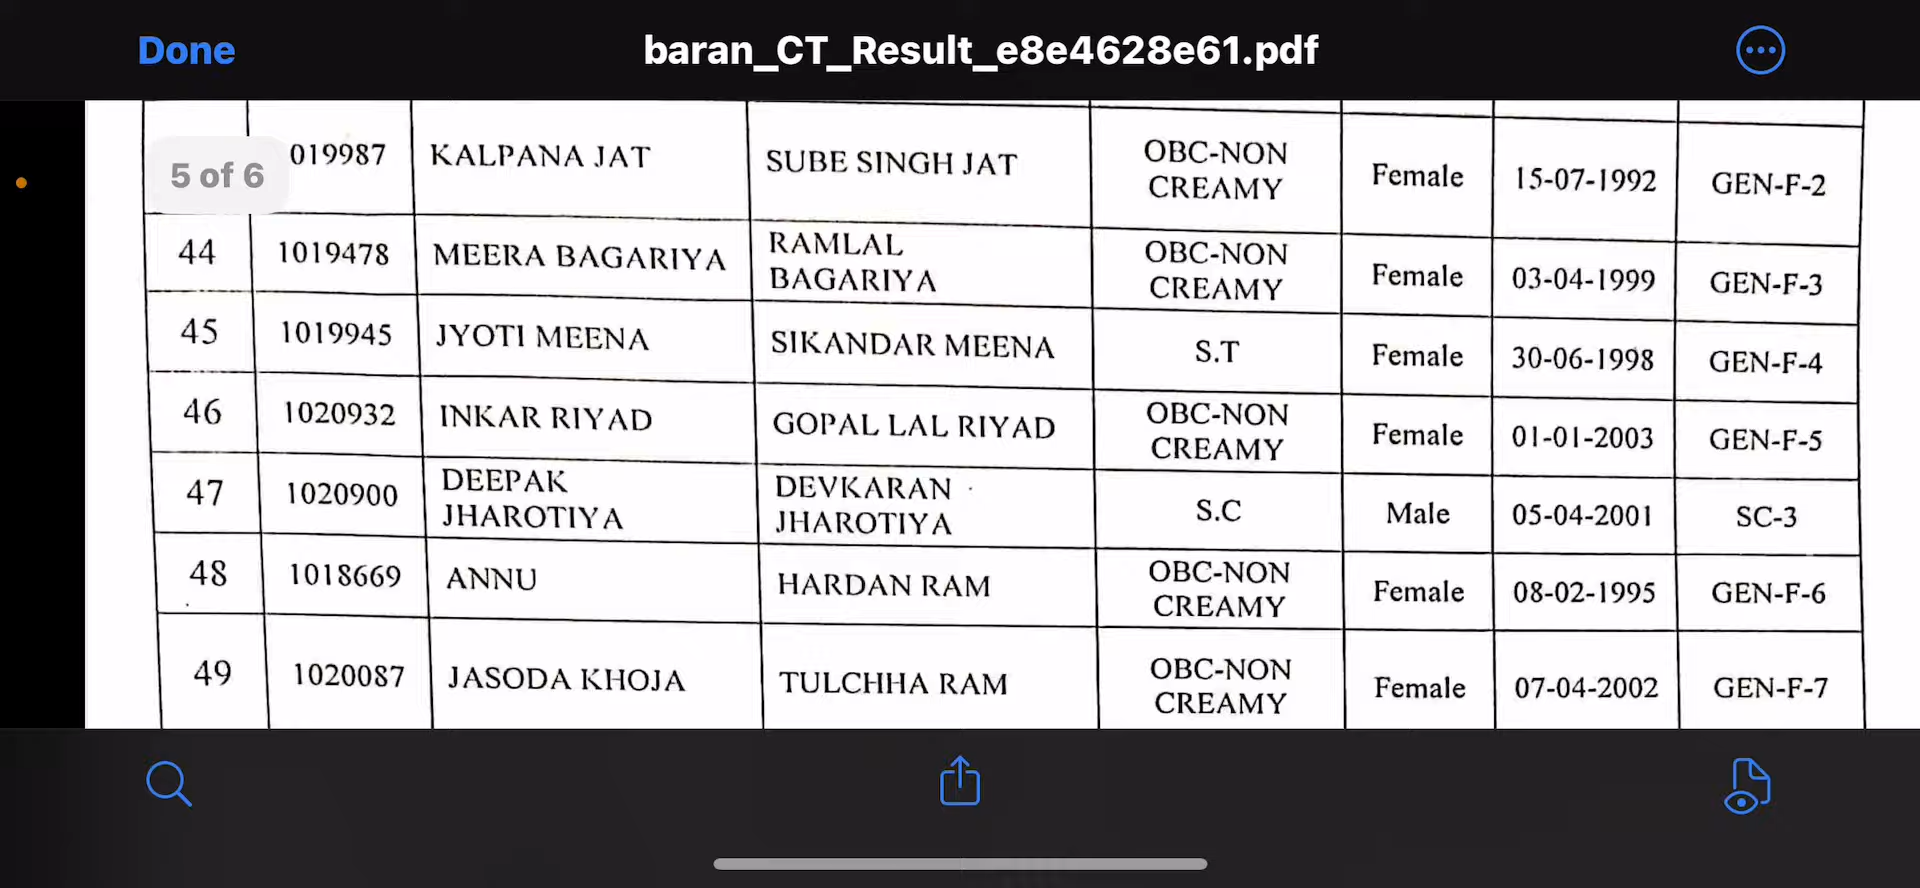 Done
baran_CT_Result_e8e4628e61.pdf
5 of 6
019987 KALPANA JAT SUBE SINGH JAT OBC-NON CREAMY Female 15-07-1992 GEN-F-2
44 1019478 MEERA BAGARIYA RAMLAL BAGARIYA OBC-NON CREAMY Female 03-04-1999 GEN-F-3
45 1019945 JYOTI MEENA SIKANDAR MEENA S.T Female 30-06-1998 GEN-F-4
46 1020932 INKAR RIYAD GOPAL LAL RIYAD OBC-NON CREAMY Female 01-01-2003 GEN-F-5
47 1020900 DEEPAK JHAROTIYA DEVKARAN JHAROTIYA S.C Male 05-04-2001 SC-3
48 1018669 ANNU HARDAN RAM OBC-NON CREAMY Female 08-02-1995 GEN-F-6
49 1020087 JASODA KHOJA TULCHHA RAM OBC-NON CREAMY Female 07-04-2002 GEN-F-7